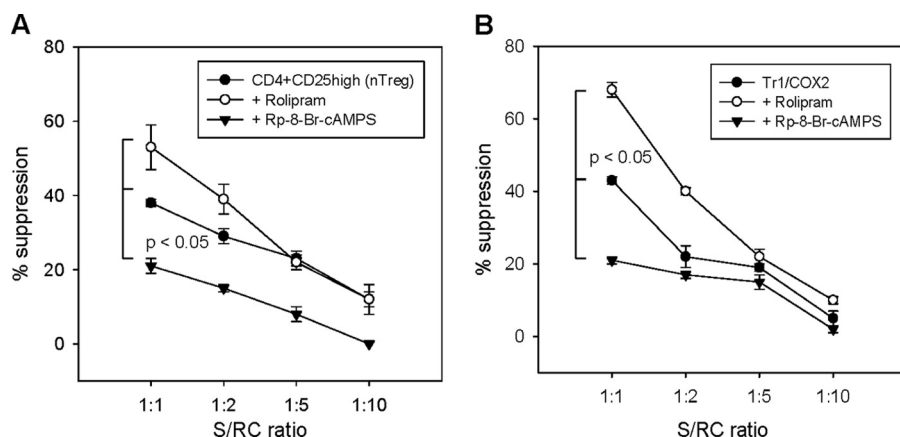 A
80
60
40
20
0
% suppression
CD4+CD25high (nTreg)
+ Rolipram
+ Rp-8-Br-cAMPS
p < 0.05
1:1 1:2 1:5 1:10
S/RC ratio
B
80
60
40
20
0
% suppression
Tr1/COX2
+ Rolipram
+ Rp-8-Br-cAMPS
p < 0.05
1:1 1:2 1:5 1:10
S/RC ratio